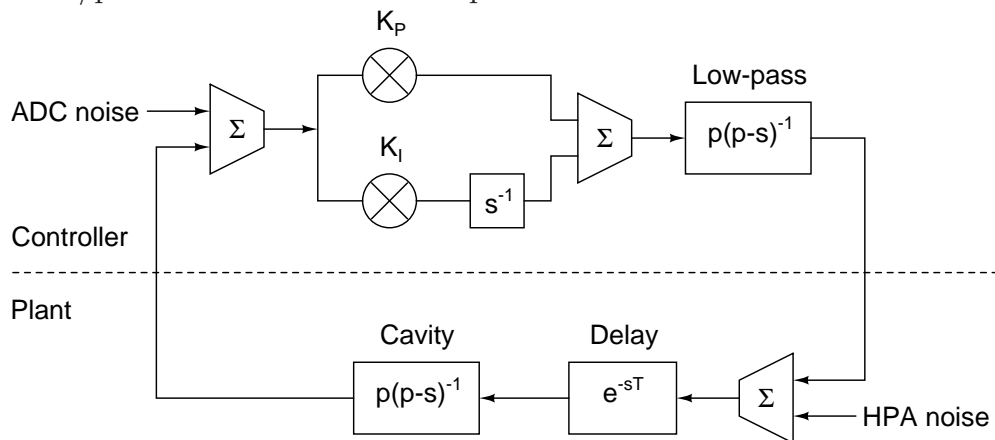 K_P
Low-pass
ADC noise
Σ
Σ
p(p-s)^-1
K_I
s^-1
Controller
Plant
Cavity
Delay
p(p-s)^-1
e^-sT
Σ
HPA noise